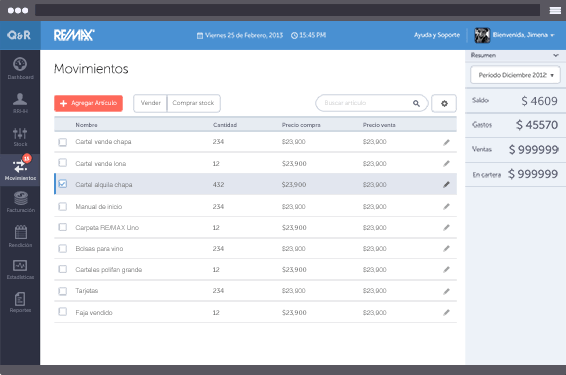 Q&R
RE/MAX
Viernes 25 de Febrero, 2013
15:45 PM
Ayuda y Soporte
Bienvenida, Jimena
Dashboard
Stock
15
Movimientos
Facturación
Rendición
Estadísticas
Reportes
Movimientos
Agregar Artículo
Vender
Comprar stock
Buscar artículo
Nombre Cantidad Precio compra Precio venta
Cartel vende chapa 234 $23,900 $23,900
Cartel vende lona 12 $23,900 $23,900
Cartel alquila chapa 432 $23,900 $23,900
Manual de inicio 234 $23,900 $23,900
Carpeta RE/MAX Uno 12 $23,900 $23,900
Bolsas para vino 234 $23,900 $23,900
Carteles polifan grande 12 $23,900 $23,900
Tarjetas 234 $23,900 $23,900
Faja vendido 12 $23,900 $23,900
Resumen
Periodo Diciembre 2012
Saldo $ 4609
Gastos $ 45570
Ventas $ 999999
En cartera $ 999999